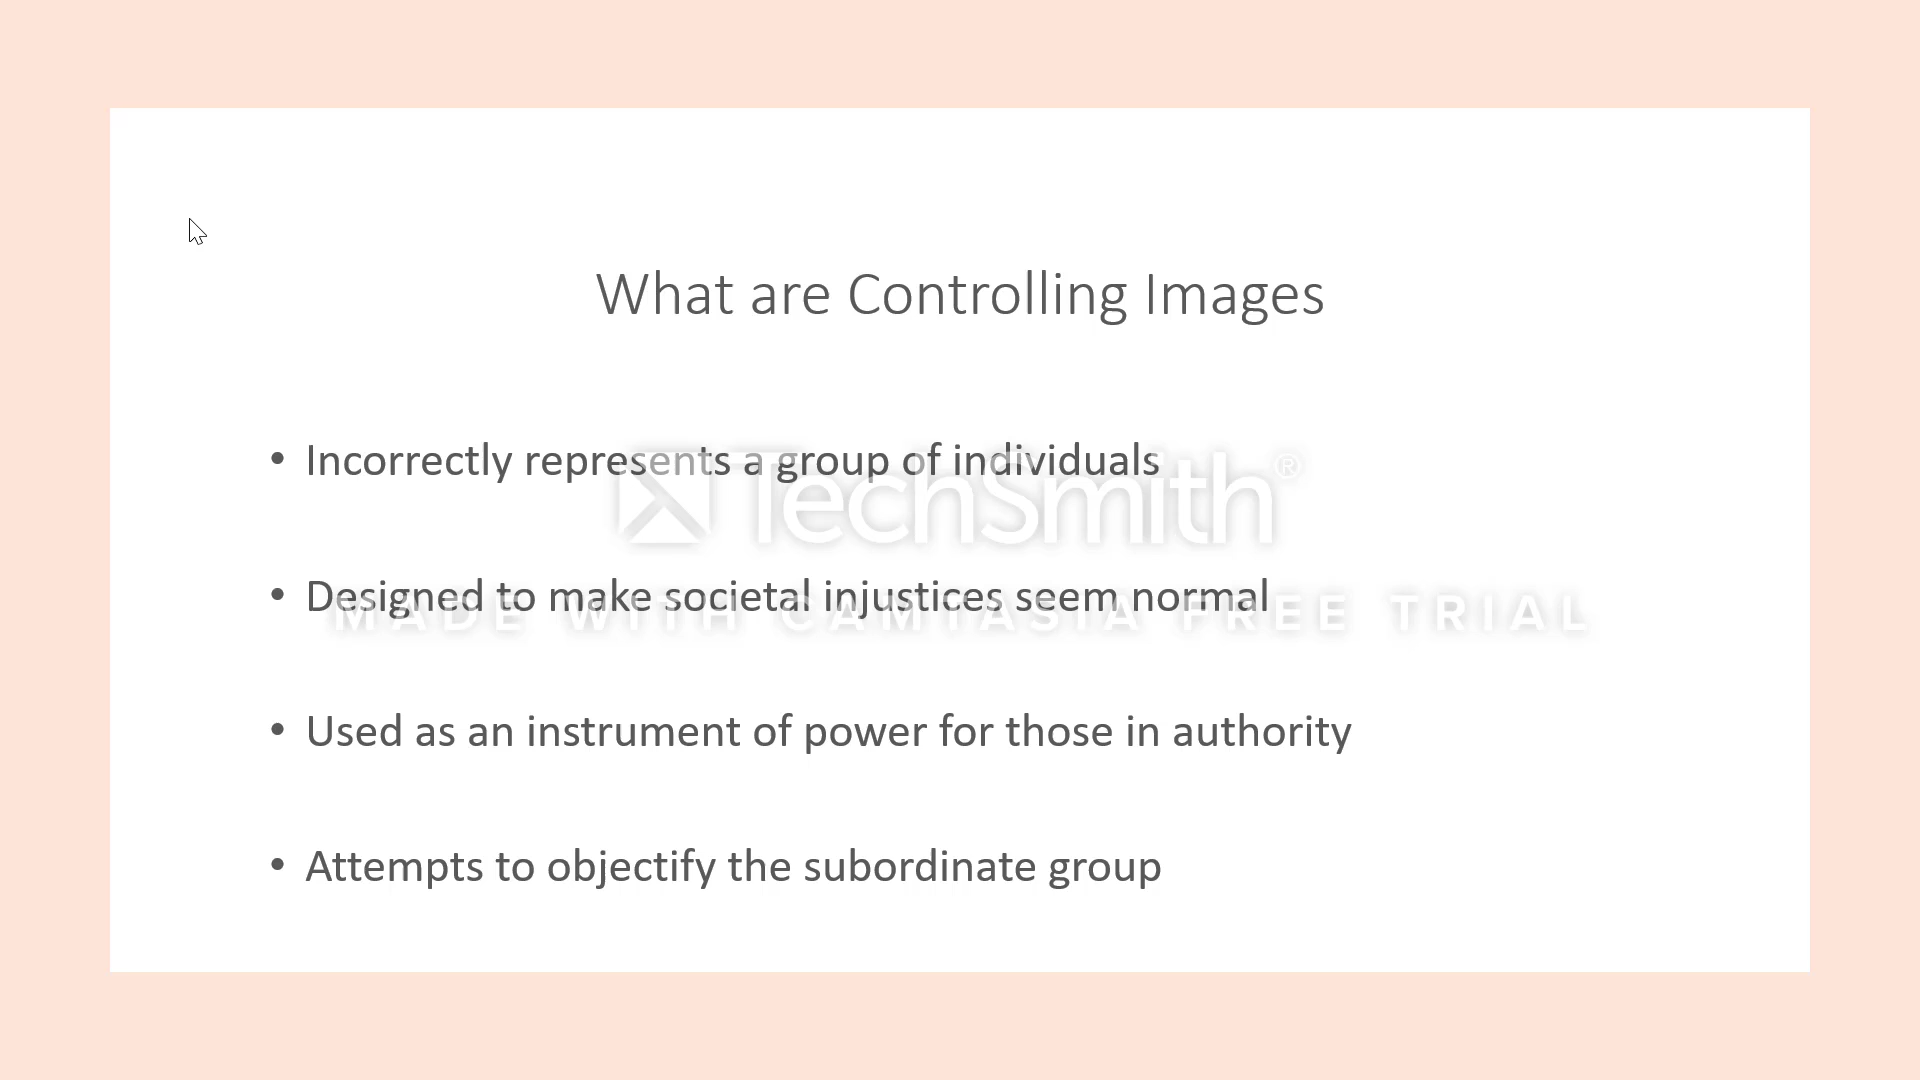 What are Controlling Images
• Incorrectly represents a group of individuals
TechSmith®
• Designed to make societal injustices seem normal
MADE WITH CAMTASIA FREE TRIAL
• Used as an instrument of power for those in authority
• Attempts to objectify the subordinate group